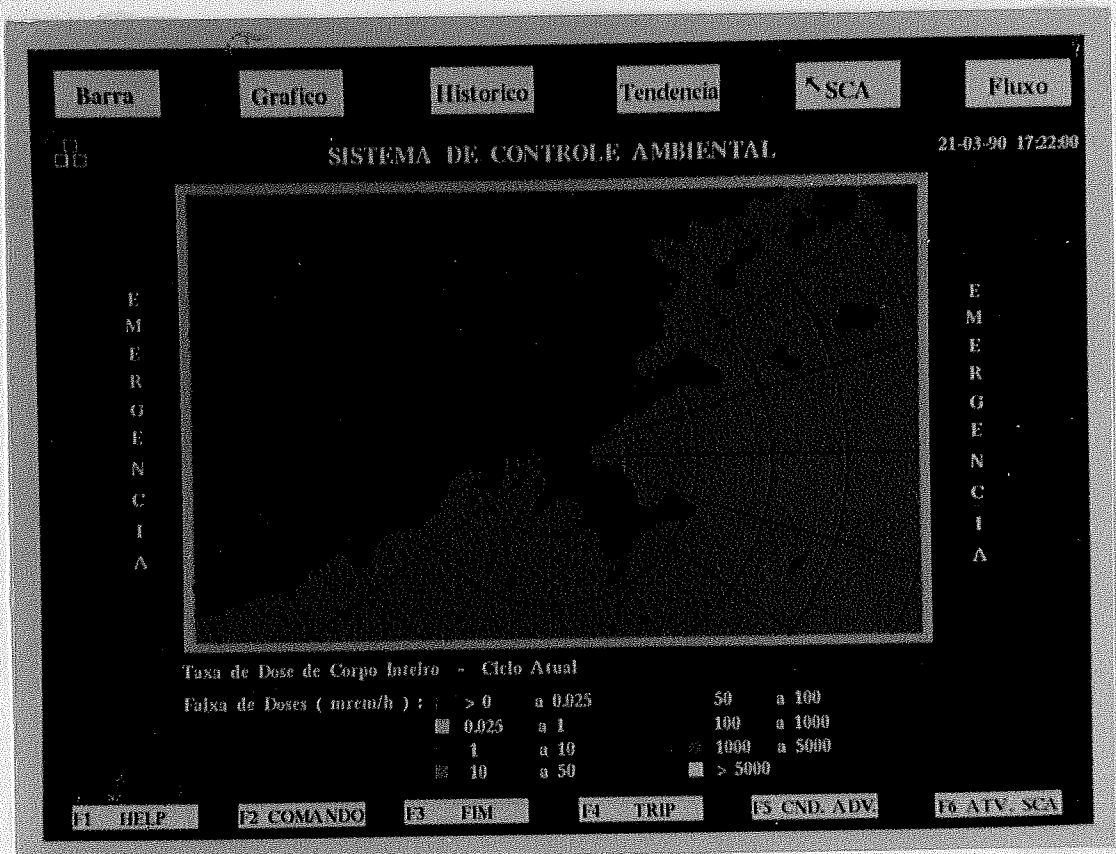 Barra Grafico Historico Tendencia SCA Fluxo
SISTEMA DE CONTROLE AMBIENTAL 21-03-90 17:22:00
EMERGENCIA
EMERGENCIA
Taxa de Dose de Corpo Inteiro - Ciclo Atual
Faixa de Doses ( mrem/h ) : > 0 a 0.025 50 a 100
0.025 a 1 100 a 1000
1 a 10 1000 a 5000
10 a 50 > 5000
F1 HELP F2 COMANDO F3 FIM F4 TRIP F5 CND. ADV. F6 ATV. SCA